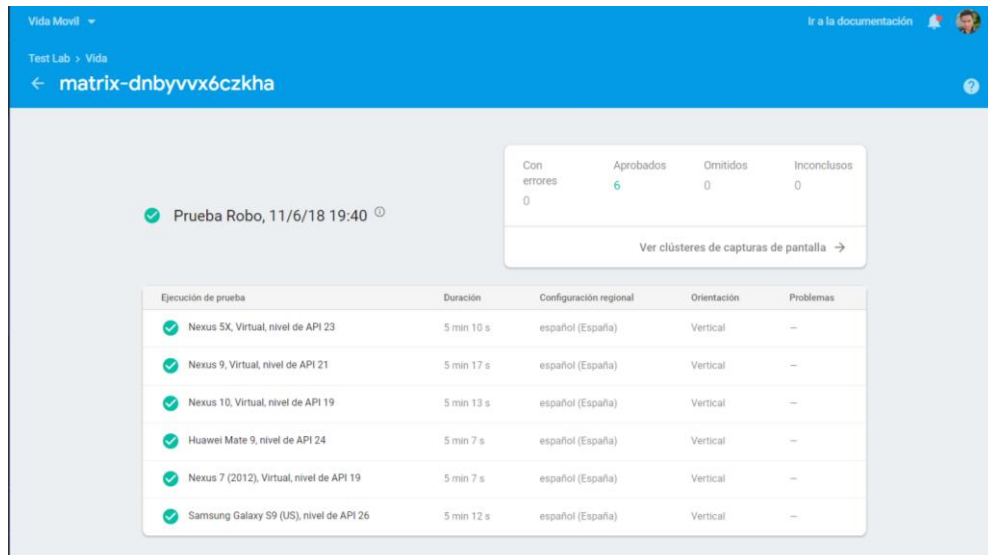 Vida Movil
Ir a la documentación
Test Lab > Vida
matrix-dnbyvvx6czkha
Con errores
Aprobados
Omitidos
Inconclusos
0
6
0
0
Prueba Robo, 11/6/18 19:40
Ver clústeres de capturas de pantalla
Ejecución de prueba Duración Configuración regional Orientación Problemas
Nexus 5X, Virtual, nivel de API 23 5 min 10 s español (España) Vertical —
Nexus 9, Virtual, nivel de API 21 5 min 17 s español (España) Vertical —
Nexus 10, Virtual, nivel de API 19 5 min 13 s español (España) Vertical —
Huawei Mate 9, nivel de API 24 5 min 7 s español (España) Vertical —
Nexus 7 (2012), Virtual, nivel de API 19 5 min 7 s español (España) Vertical —
Samsung Galaxy S9 (US), nivel de API 26 5 min 12 s español (España) Vertical —